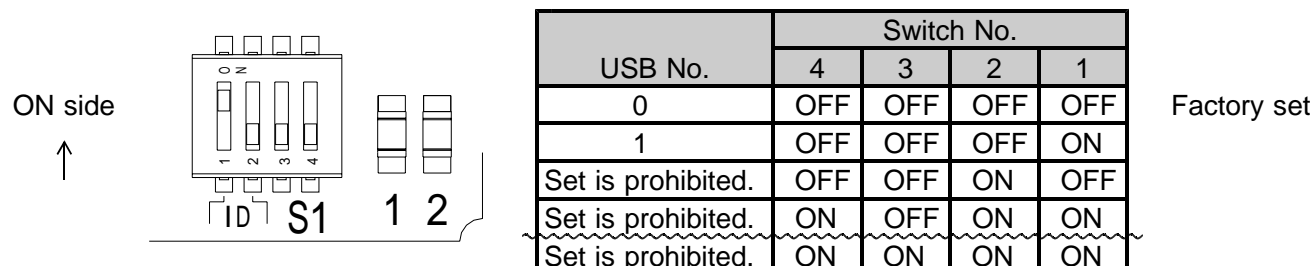 ON side
ON
1 2 3 4
ID S1 1 2
Switch No.
USB No. 4 3 2 1
0 OFF OFF OFF OFF Factory set
1 OFF OFF OFF ON
Set is prohibited. OFF OFF ON OFF
Set is prohibited. ON OFF ON ON
Set is prohibited. ON ON ON ON